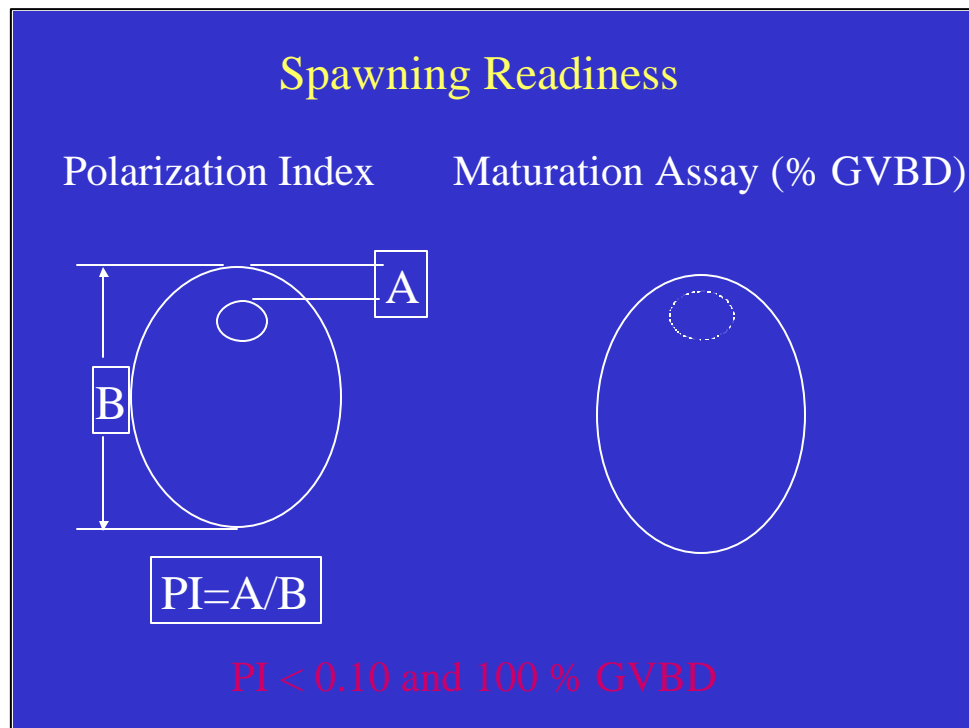 Spawning Readiness
Polarization Index
Maturation Assay (% GVBD)
A
B
PI=A/B
PI < 0.10 and 100 % GVBD